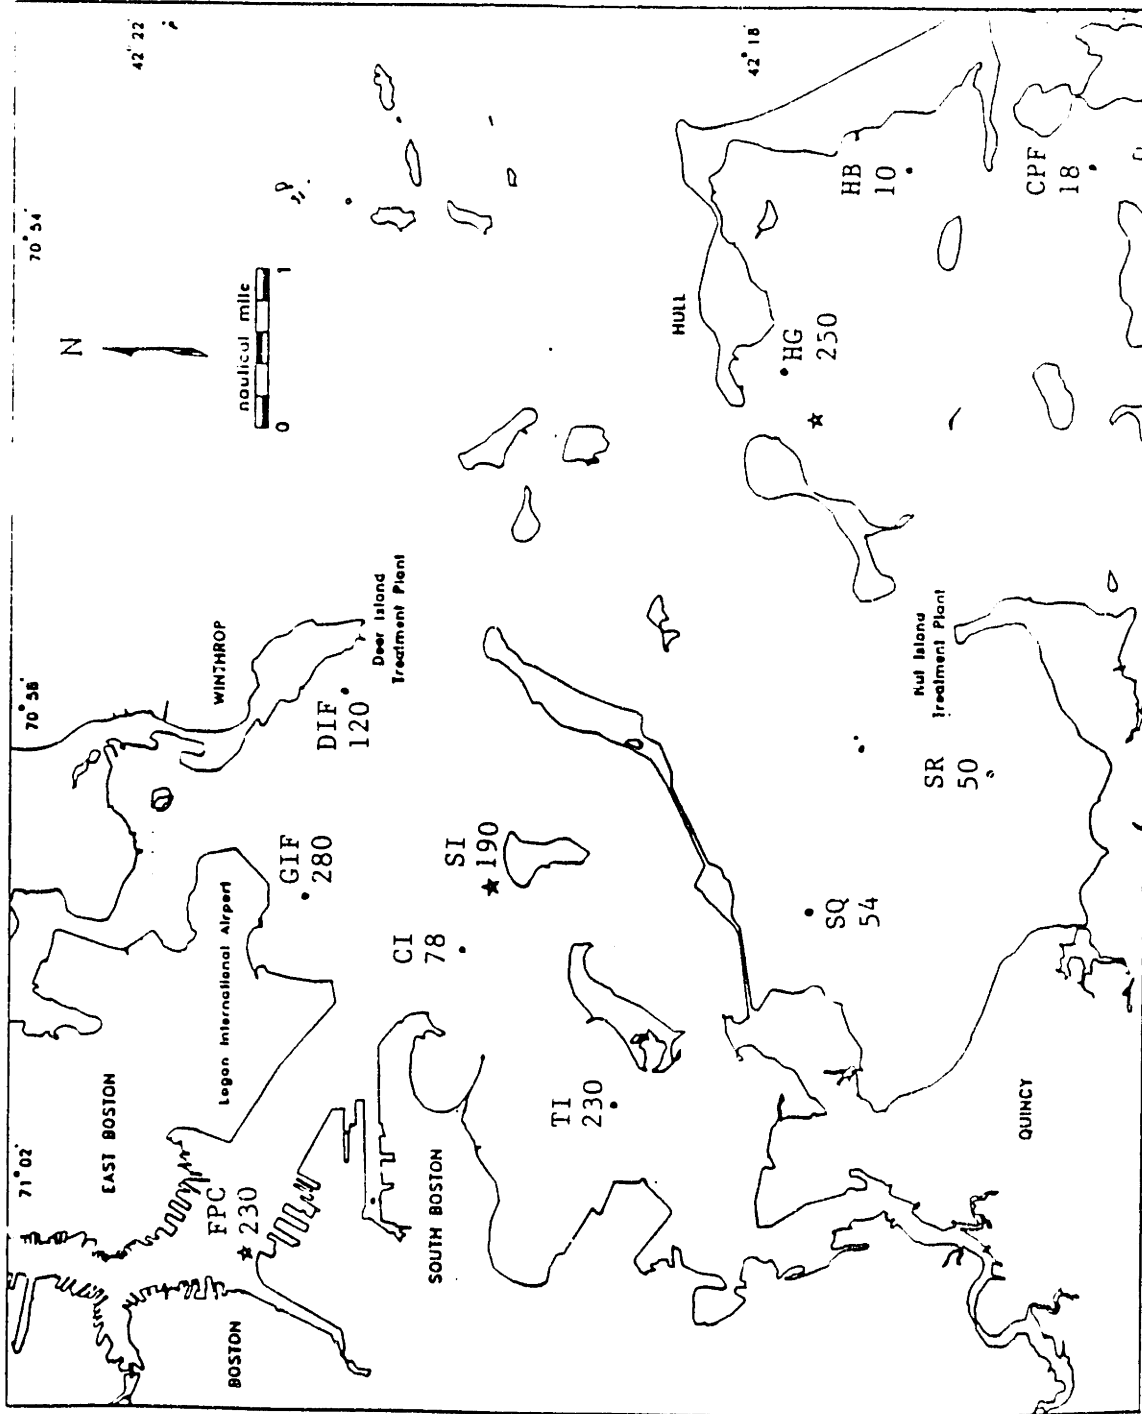 71° 02'
70° 58'
70° 54'
42° 22'
N
EAST BOSTON
WINTHROP
nautical mile
0 1
Logan International Airport
FPC
230
BOSTON
GIF
280
DIF
120
Deer Island
Treatment Plant
SOUTH BOSTON
CI
78
SI
190
TI
230
HULL
42° 18'
HG
250
SQ
54
HB
10
Nut Island
Treatment Plant
SR
50
QUINCY
CPF
18